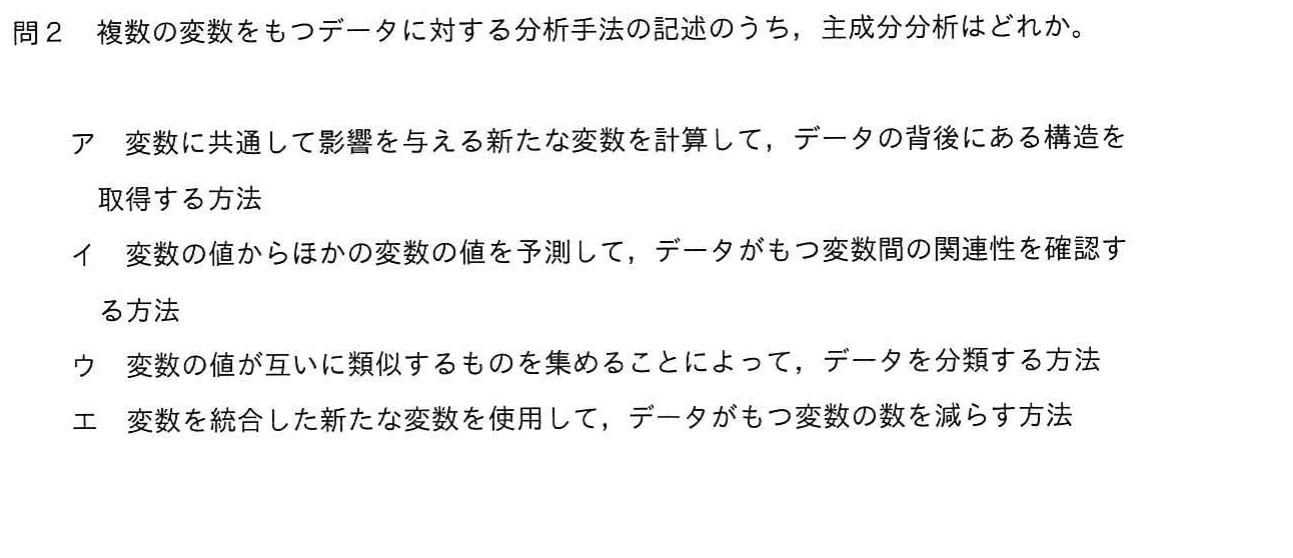 問２　複数の変数をもつデータに対する分析手法の記述のうち，主成分分析はどれか。
ア　変数に共通して影響を与える新たな変数を計算して，データの背後にある構造を
取得する方法
イ　変数の値からほかの変数の値を予測して，データがもつ変数間の関連性を確認す
る方法
ウ　変数の値が互いに類似するものを集めることによって，データを分類する方法
エ　変数を統合した新たな変数を使用して，データがもつ変数の数を減らす方法